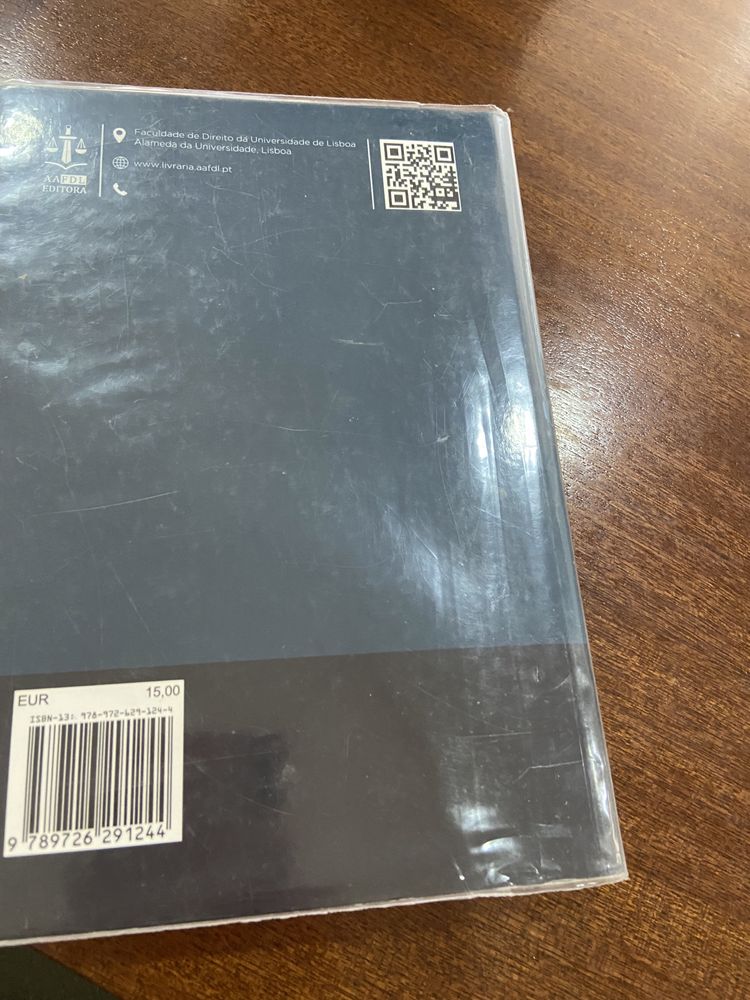 AAFDL
EDITORA
Faculdade de Direito da Universidade de Lisboa
Alameda da Universidade, Lisboa
www.livraria.aafdl.pt
EUR 15,00
ISBN-13: 978-972-629-124-4
9 789726 291244